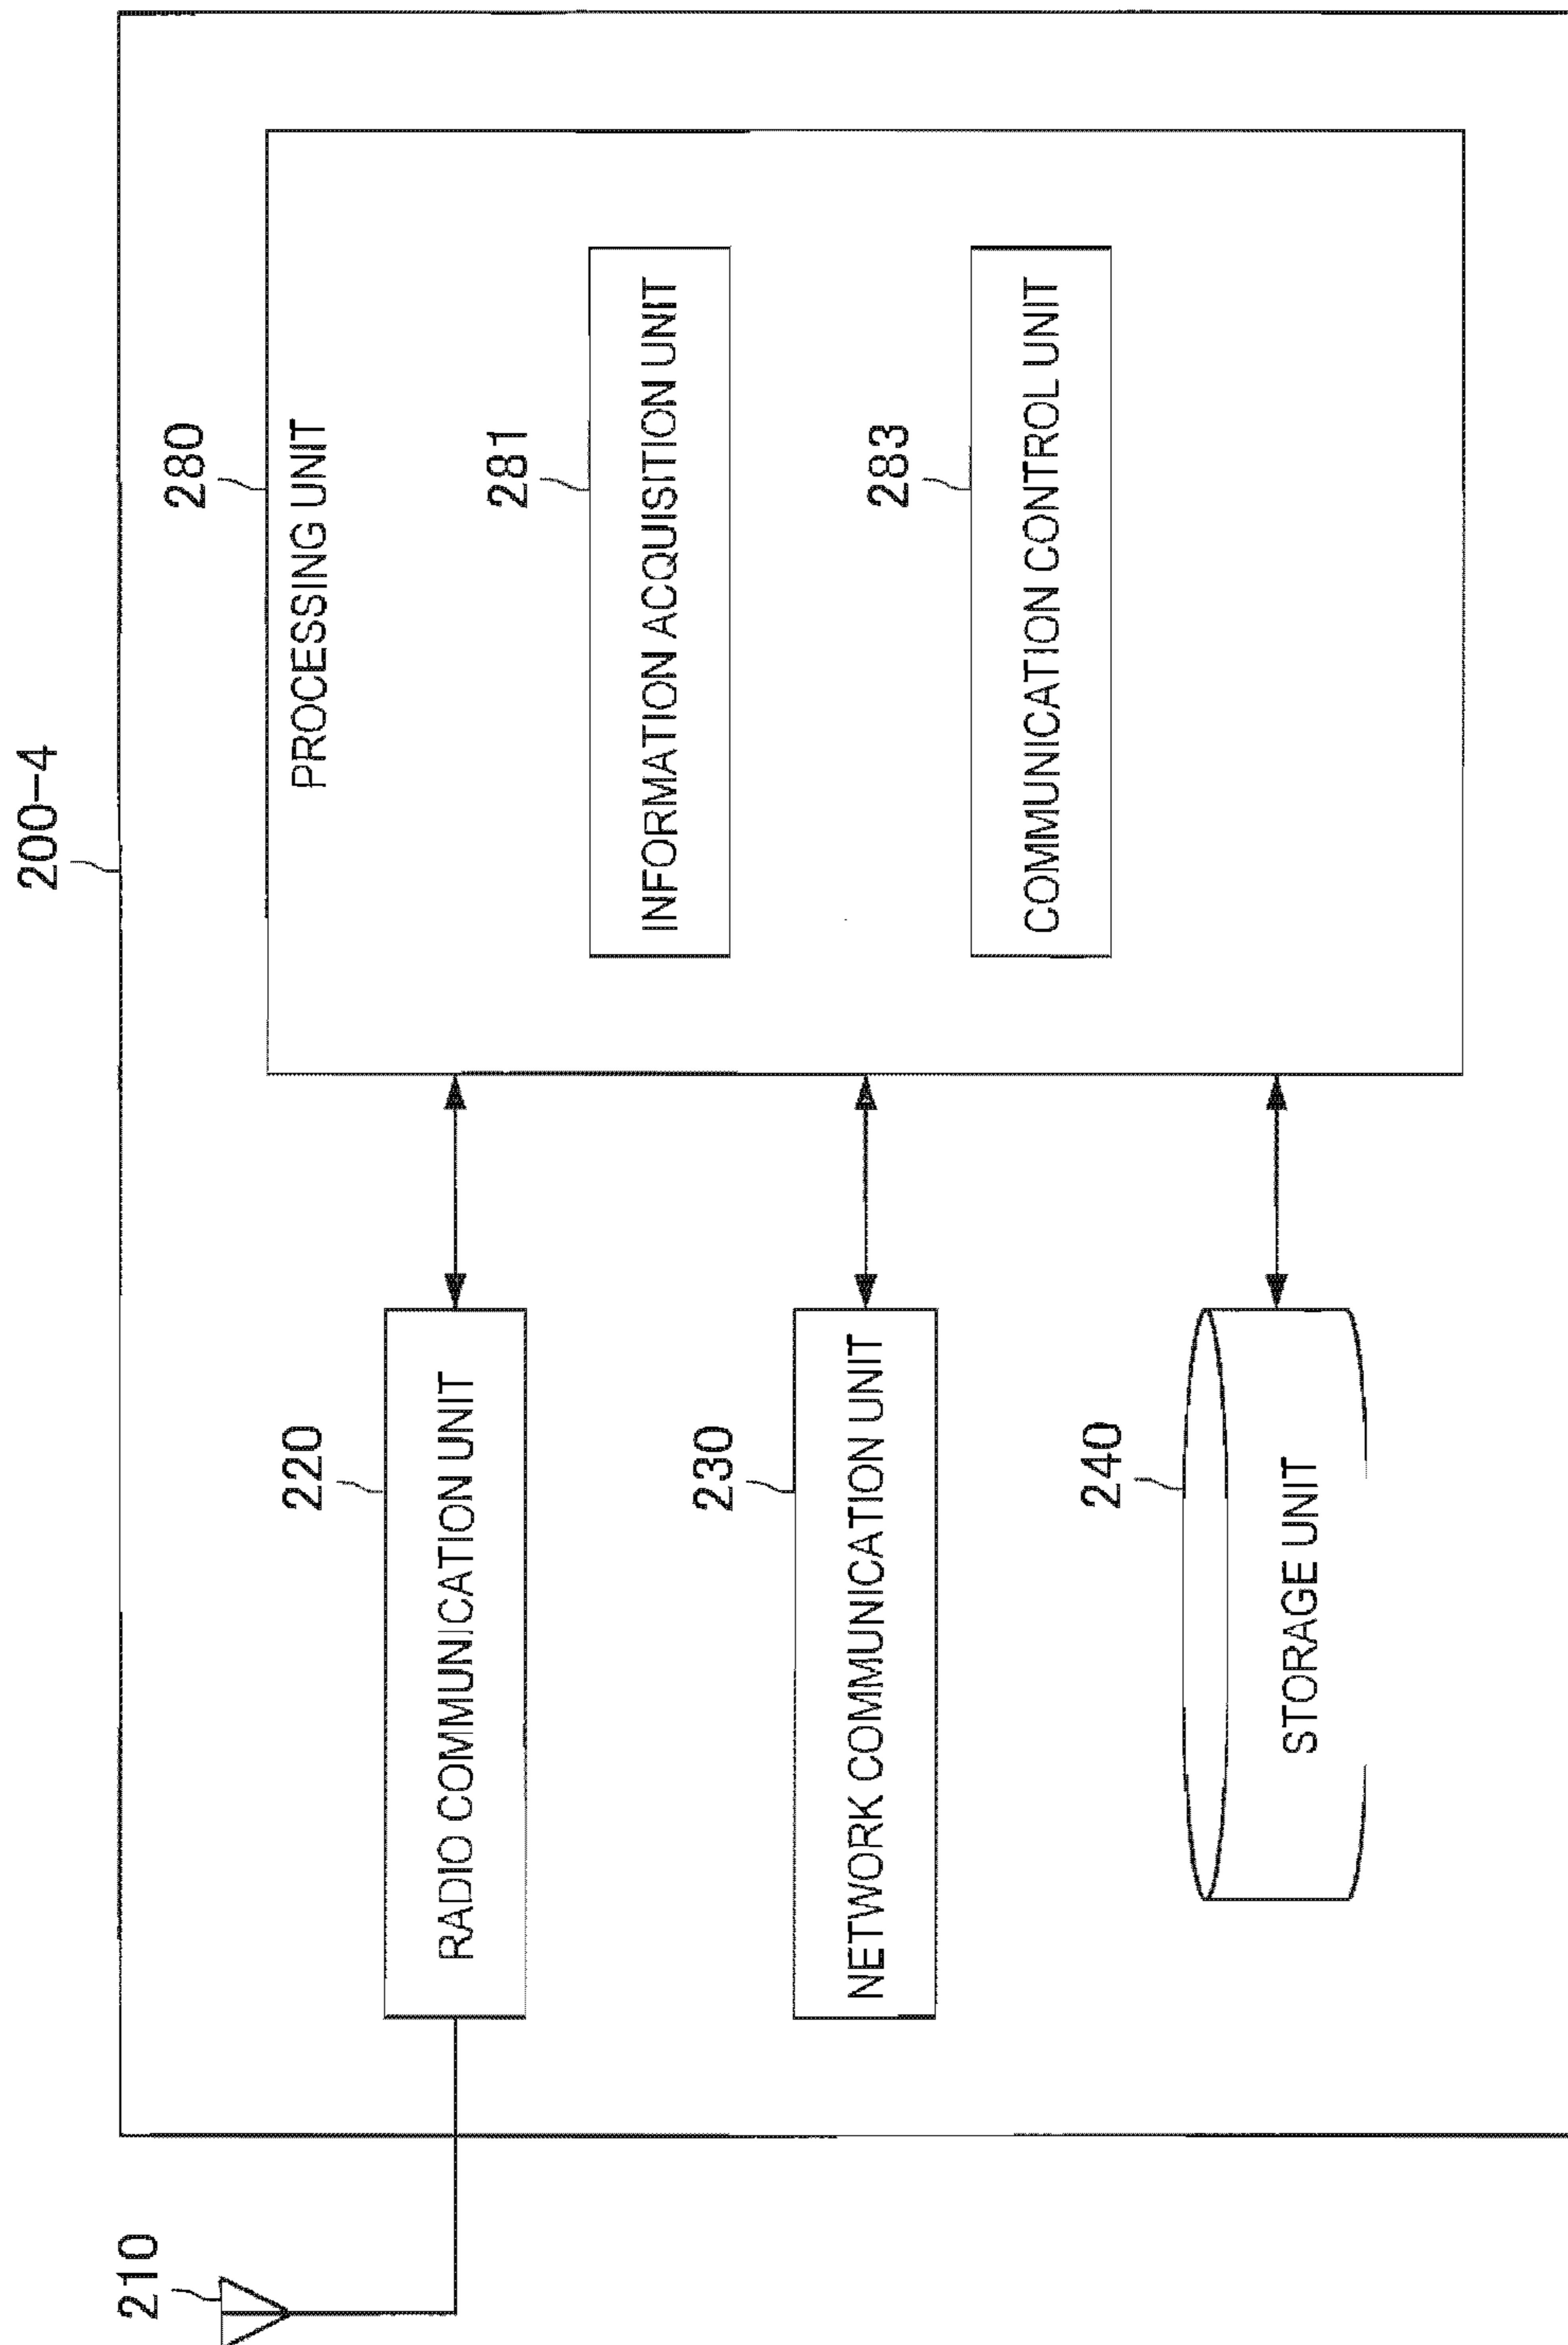 200-4
210
220
RADIO COMMUNICATION UNIT
230
NETWORK COMMUNICATION UNIT
240
STORAGE UNIT
280
PROCESSING UNIT
281
INFORMATION ACQUISITION UNIT
283
COMMUNICATION CONTROL UNIT